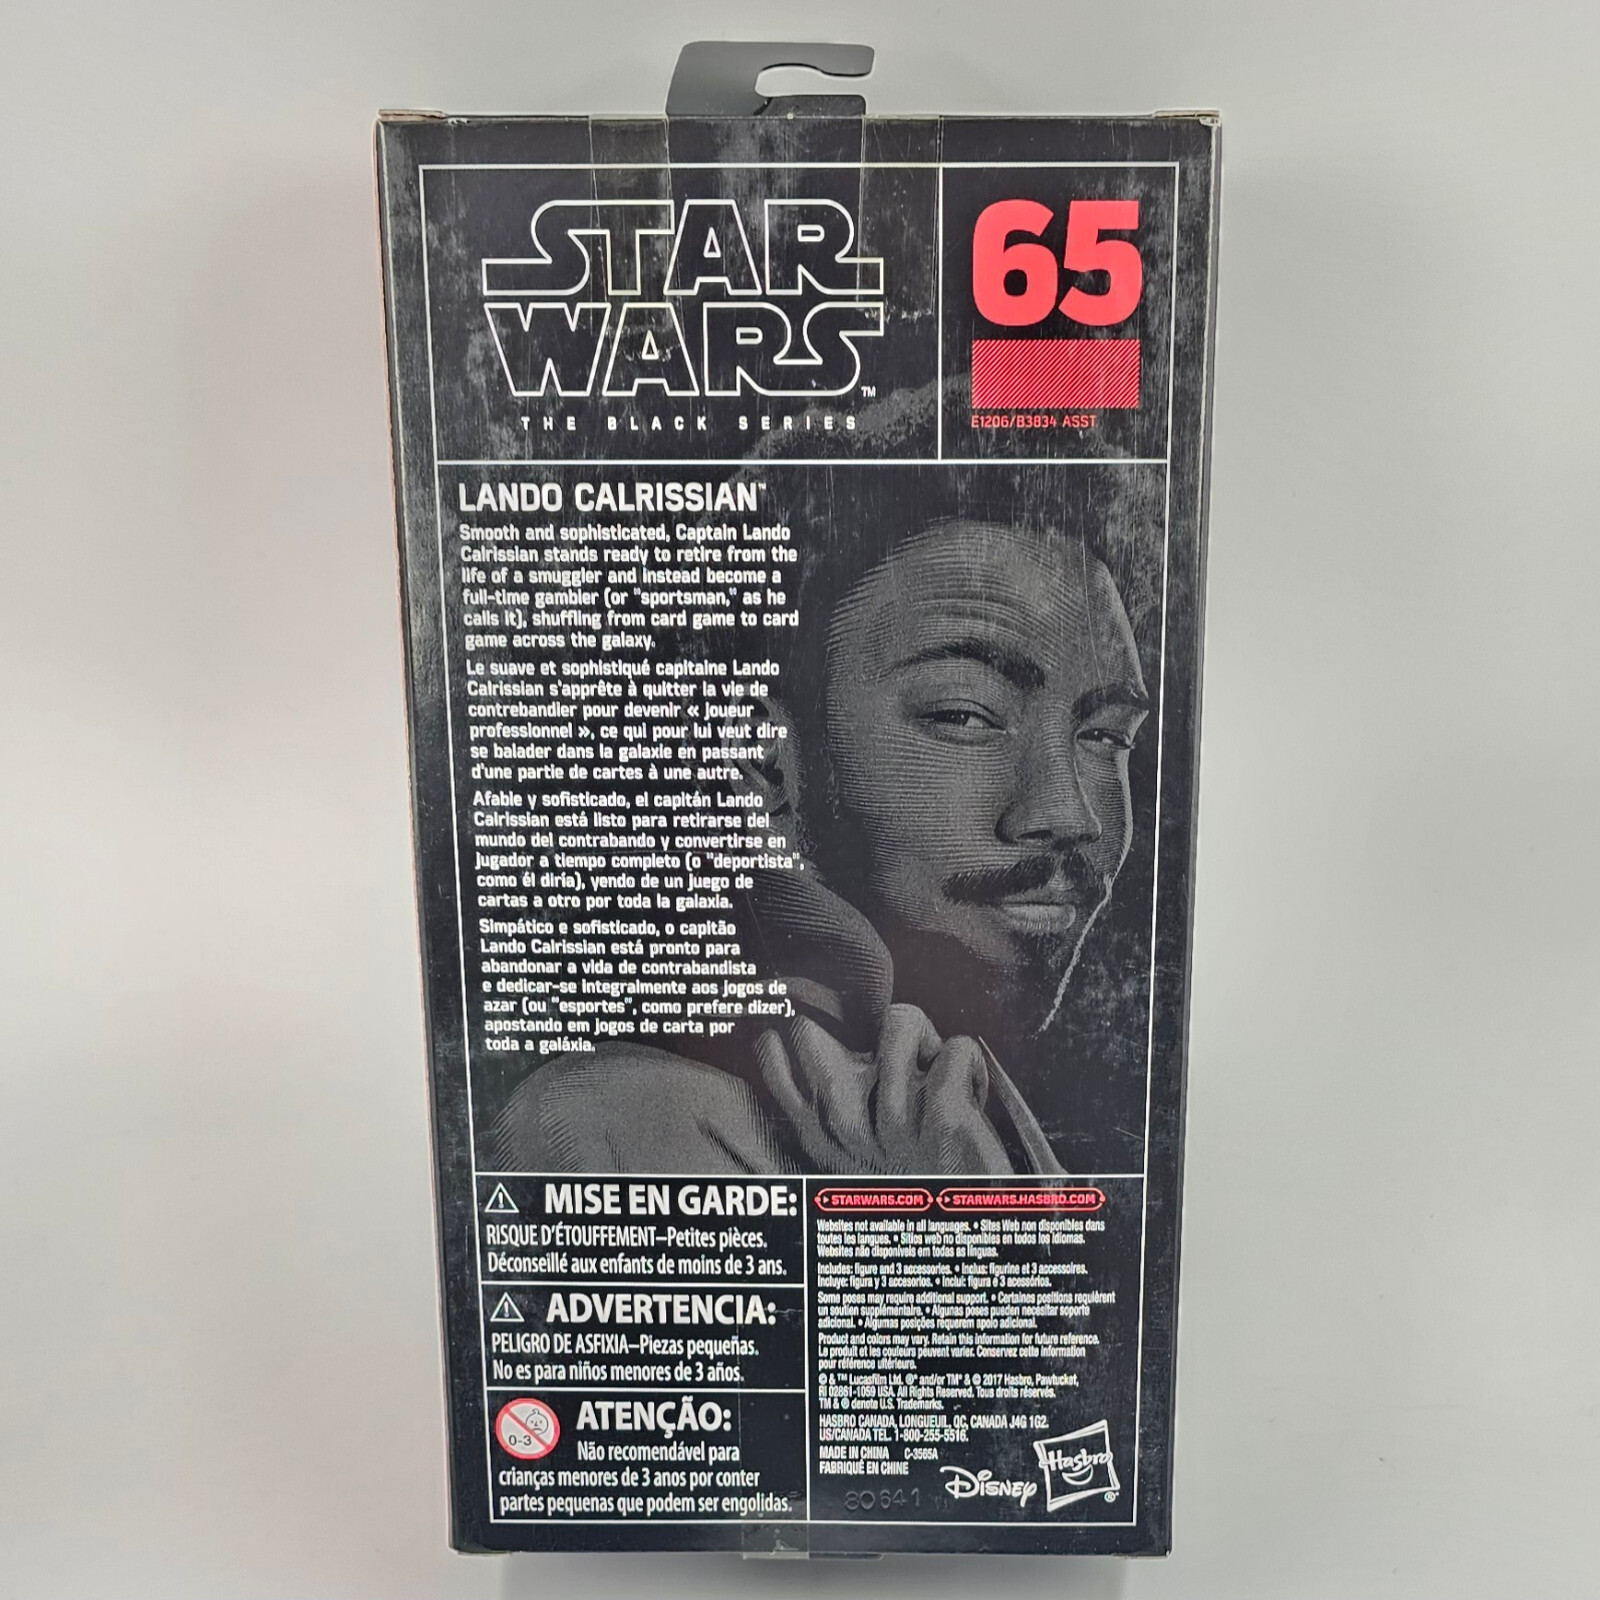 STAR
WARS™
THE BLACK SERIES
65
E1206/B3834 ASST
LANDO CALRISSIAN™
Smooth and sophisticated, Captain Lando
Calrissian stands ready to retire from the
life of a smuggler and instead become a
full-time gambler (or "sportsman," as he
calls it), shuffling from card game to card
game across the galaxy.
Le suave et sophistiqué capitaine Lando
Calrissian s'apprête à quitter la vie de
contrebandier pour devenir « joueur
professionnel », ce qui pour lui veut dire
se balader dans la galaxie en passant
d'une partie de cartes à une autre.
Afable y sofisticado, el capitán Lando
Calrissian está listo para retirarse del
mundo del contrabando y convertirse en
jugador a tiempo completo (o "deportista",
como él diría), yendo de un juego de
cartas a otro por toda la galaxia.
Simpático e sofisticado, o capitão
Lando Calrissian está pronto para
abandonar a vida de contrabandista
e dedicar-se integralmente aos jogos de
azar (ou "esportes", como prefere dizer),
apostando em jogos de carta por
toda a galáxia.
MISE EN GARDE:
RISQUE D'ÉTOUFFEMENT–Petites pièces.
Déconseillé aux enfants de moins de 3 ans.
ADVERTENCIA:
PELIGRO DE ASFIXIA–Piezas pequeñas.
No es para niños menores de 3 años.
0-3
ATENÇÃO:
Não recomendável para
crianças menores de 3 anos por conter
partes pequenas que podem ser engolidas.
STARWARS.COM STARWARS.HASBRO.COM
Websites not available in all languages. • Sites Web non disponibles dans
toutes les langues. • Sitios web no disponibles en todos los idiomas.
Websites não disponíveis em todas as línguas.
Includes: figure and 3 accessories. • Inclus: figurine et 3 accessoires.
Incluye: figura y 3 accesorios. • Inclui: figura e 3 acessórios.
Some poses may require additional support. • Certaines positions requièrent
un soutien supplémentaire. • Algunas poses pueden necesitar soporte
adicional. • Algumas posições requerem apoio adicional.
Product and colors may vary. Retain this information for future reference.
Le produit et les couleurs peuvent varier. Conservez cette information
pour référence ultérieure.
© & ™ Lucasfilm Ltd. ®* and/or TM* & © 2017 Hasbro, Pawtucket,
RI 02861-1059 USA. All Rights Reserved. Tous droits réservés.
TM & ® denote U.S. Trademarks.
HASBRO CANADA, LONGUEUIL, QC, CANADA J4G 1G2.
US/CANADA TEL. 1-800-255-5516.
MADE IN CHINA C-3565A
FABRIQUÉ EN CHINE
80641
Disney
Hasbro®